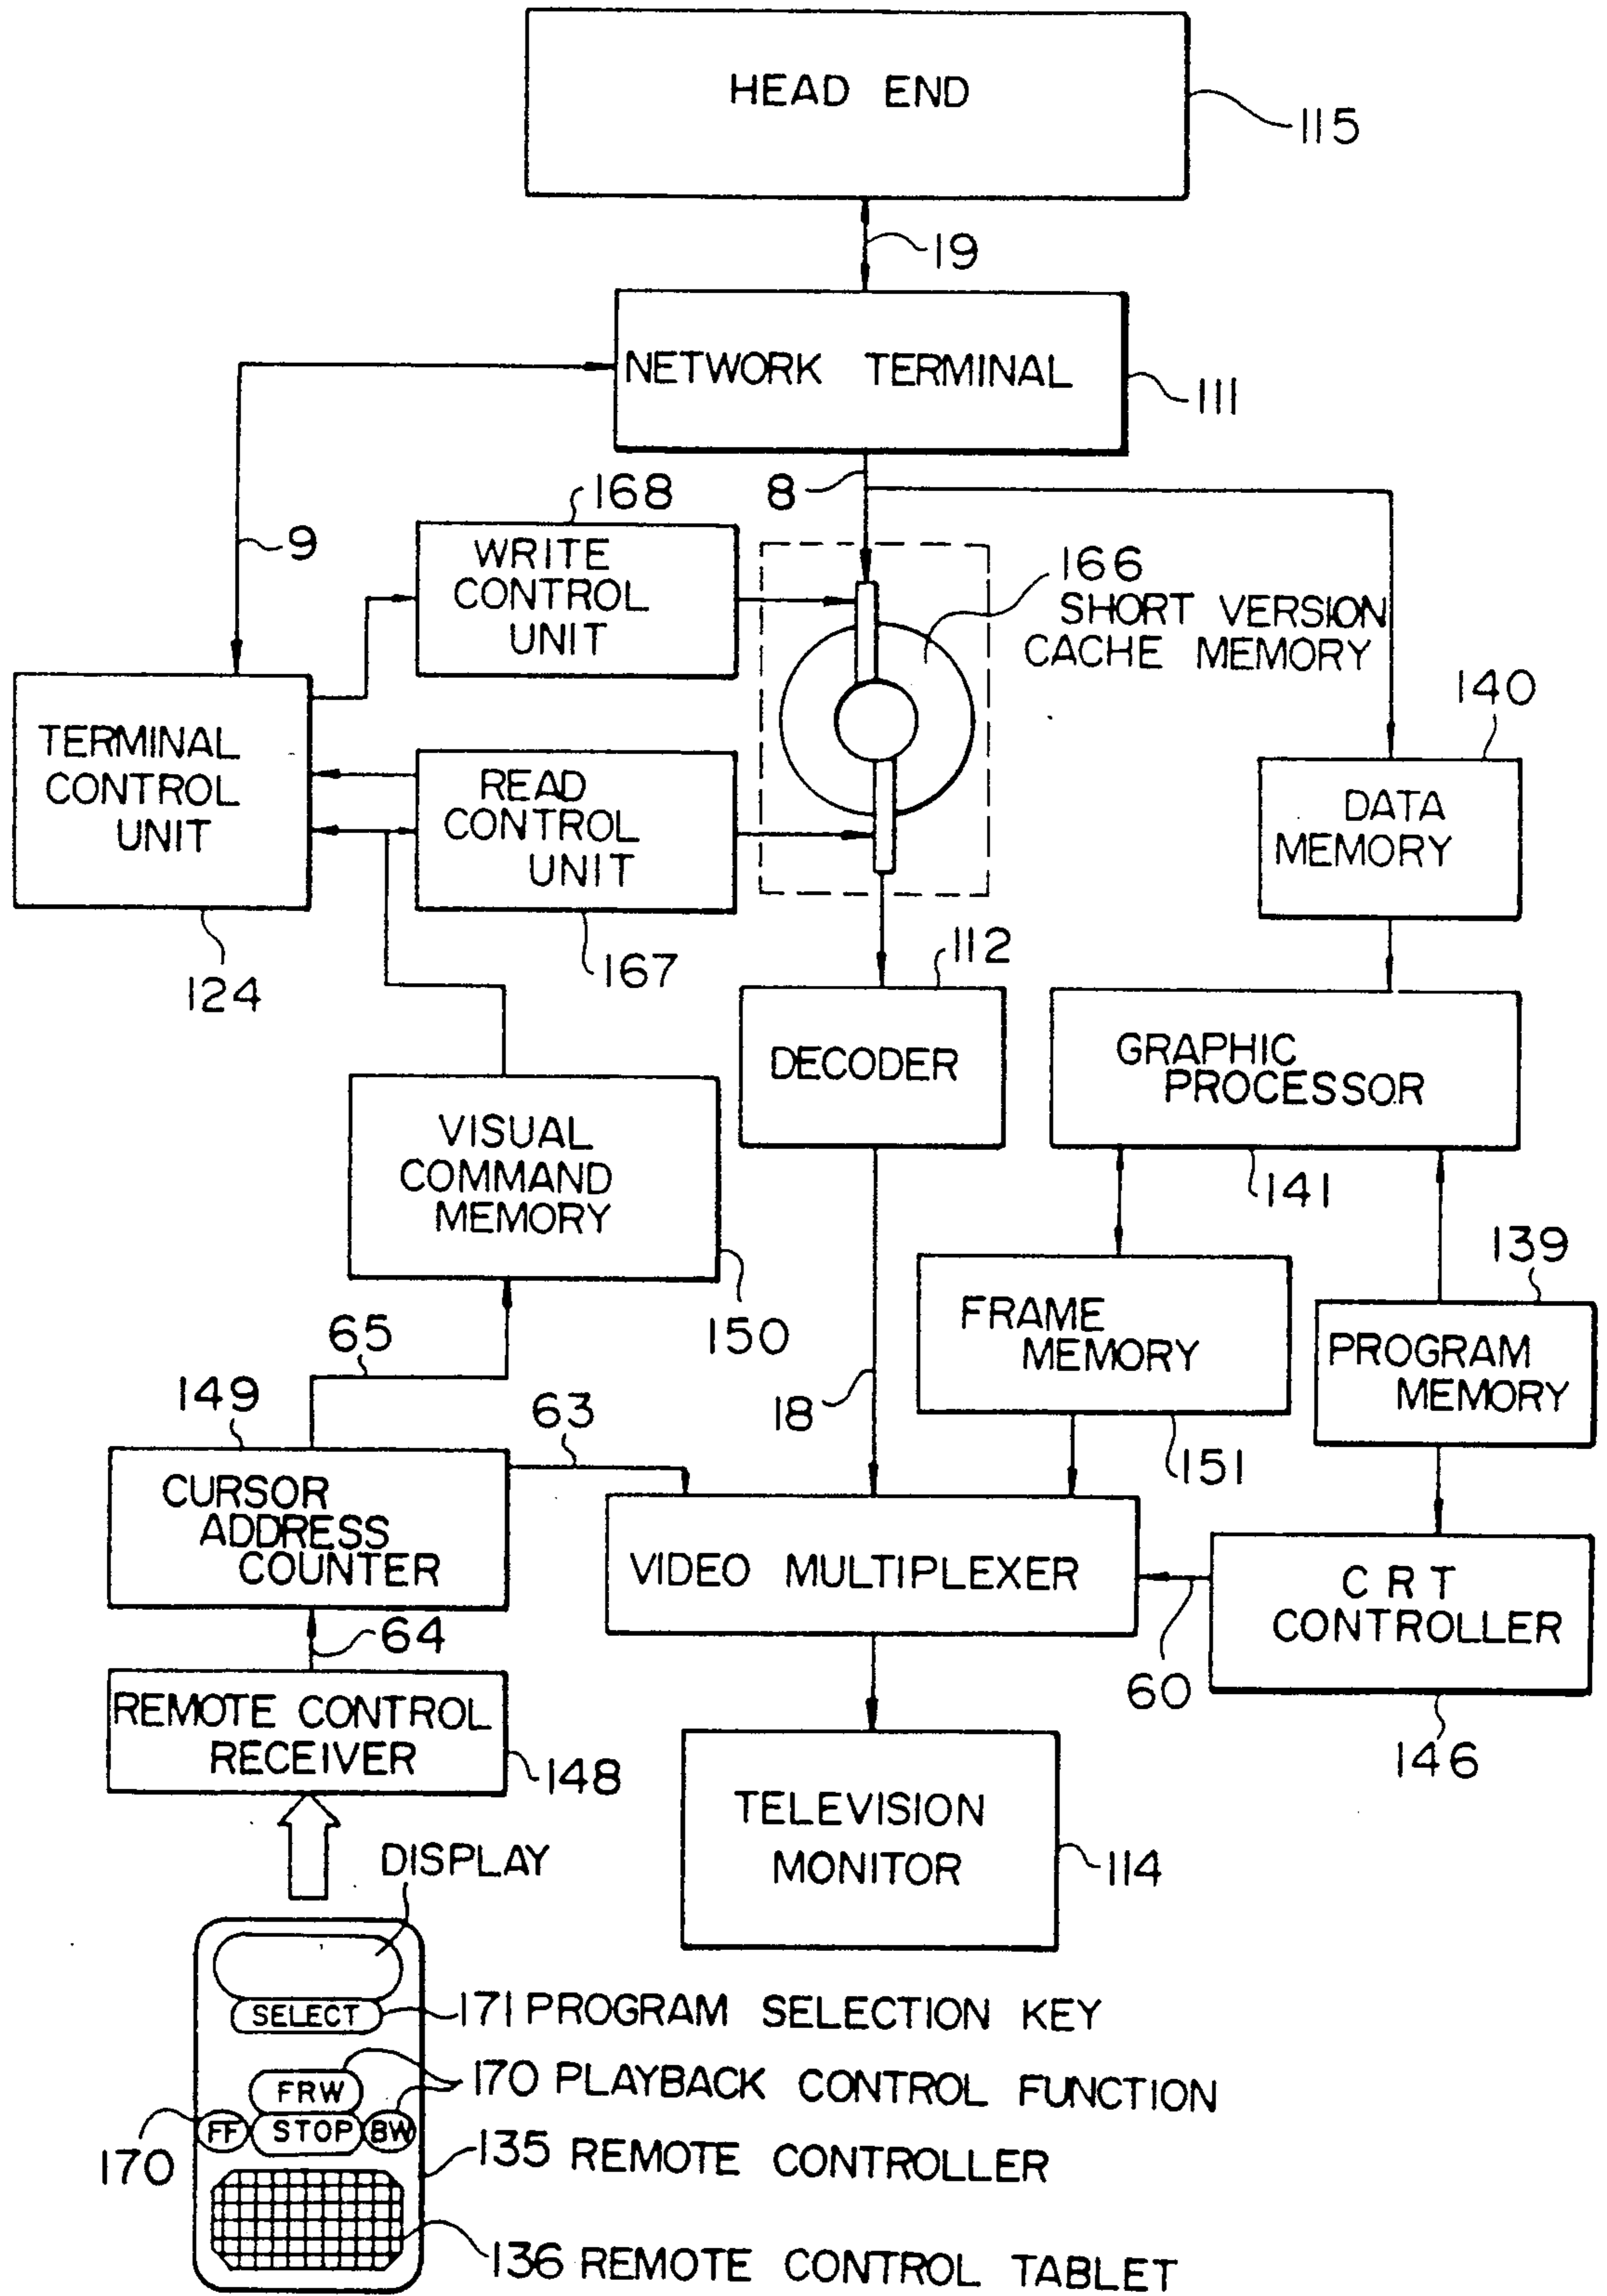 HEAD END
115
19
NETWORK TERMINAL
111
8
168
9
WRITE
CONTROL
UNIT
166
SHORT VERSION
CACHE MEMORY
140
TERMINAL
CONTROL
UNIT
READ
CONTROL
UNIT
DATA
MEMORY
124
167
112
DECODER
GRAPHIC
PROCESSOR
141
VISUAL
COMMAND
MEMORY
150
139
FRAME
MEMORY
PROGRAM
MEMORY
65
149
63
18
151
CURSOR
ADDRESS
COUNTER
VIDEO MULTIPLEXER
CRT
CONTROLLER
64
60
146
REMOTE CONTROL
RECEIVER
148
TELEVISION
MONITOR
114
DISPLAY
SELECT
171 PROGRAM SELECTION KEY
FRW
170 PLAYBACK CONTROL FUNCTION
FF
STOP
BW
170
135 REMOTE CONTROLLER
136 REMOTE CONTROL TABLET